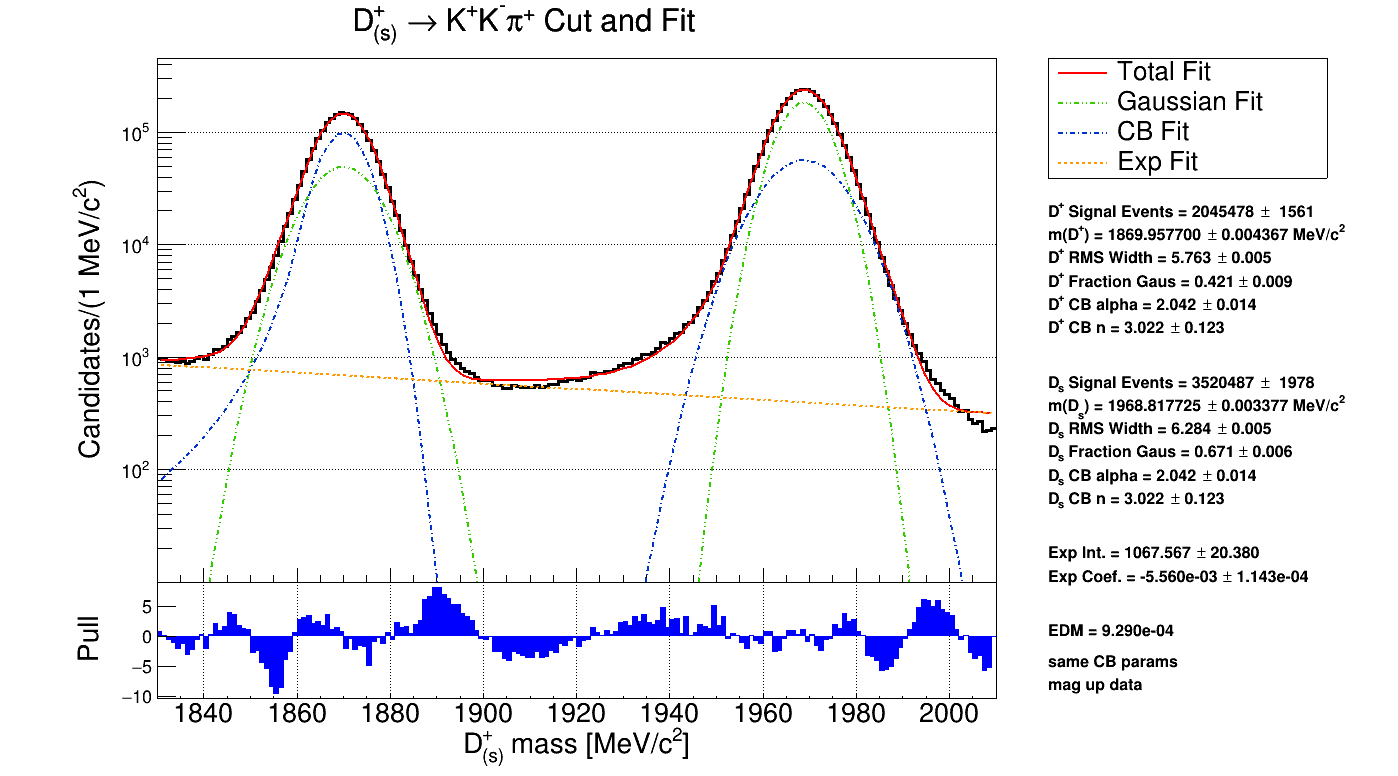 D⁺₍ₛ₎ → K⁺K⁻π⁺ Cut and Fit
Candidates/(1 MeV/c²)
10⁵
10⁴
10³
10²
Pull
5
0
−5
−10
1840 1860 1880 1900 1920 1940 1960 1980 2000
D⁺₍ₛ₎ mass [MeV/c²]
Total Fit
Gaussian Fit
CB Fit
Exp Fit
D⁺ Signal Events = 2045478 ± 1561
m(D⁺) = 1869.957700 ± 0.004367 MeV/c²
D⁺ RMS Width = 5.763 ± 0.005
D⁺ Fraction Gaus = 0.421 ± 0.009
D⁺ CB alpha = 2.042 ± 0.014
D⁺ CB n = 3.022 ± 0.123
Dₛ Signal Events = 3520487 ± 1978
m(Dₛ) = 1968.817725 ± 0.003377 MeV/c²
Dₛ RMS Width = 6.284 ± 0.005
Dₛ Fraction Gaus = 0.671 ± 0.006
Dₛ CB alpha = 2.042 ± 0.014
Dₛ CB n = 3.022 ± 0.123
Exp Int. = 1067.567 ± 20.380
Exp Coef. = -5.560e-03 ± 1.143e-04
EDM = 9.290e-04
same CB params
mag up data